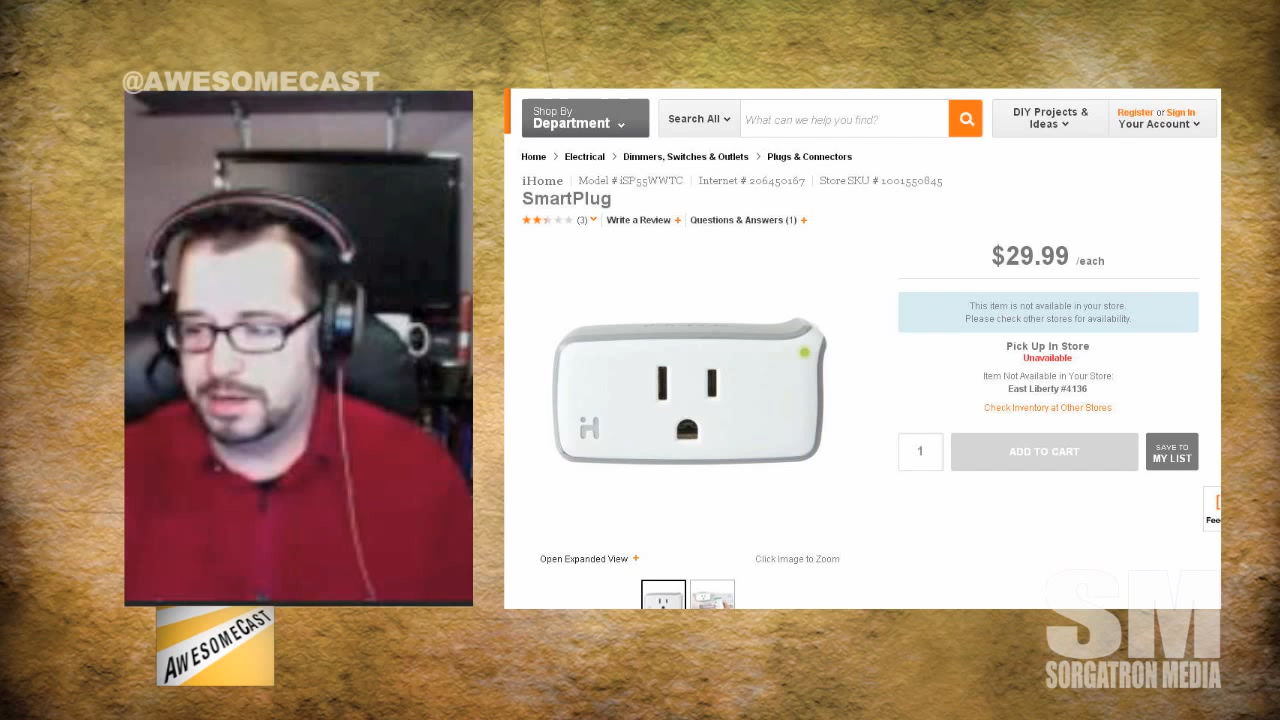 @AWESOMECAST
Shop By
Department
Search All
What can we help you find?
DIY Projects &
Ideas
Register or Sign In
Your Account
Home > Electrical > Dimmers, Switches & Outlets > Plugs & Connectors
iHome | Model # iSP55WWTC | Internet # 206450167 | Store SKU # 1001550845
SmartPlug
(3) Write a Review + Questions & Answers (1) +
$29.99 /each
This item is not available in your store.
Please check other stores for availability.
Pick Up In Store
Unavailable
Item Not Available in Your Store:
East Liberty #4136
Check Inventory at Other Stores
1
ADD TO CART
SAVE TO
MY LIST
iH
Fee
Open Expanded View +
Click Image to Zoom
AWESOMECAST
SM
SORGATRON MEDIA